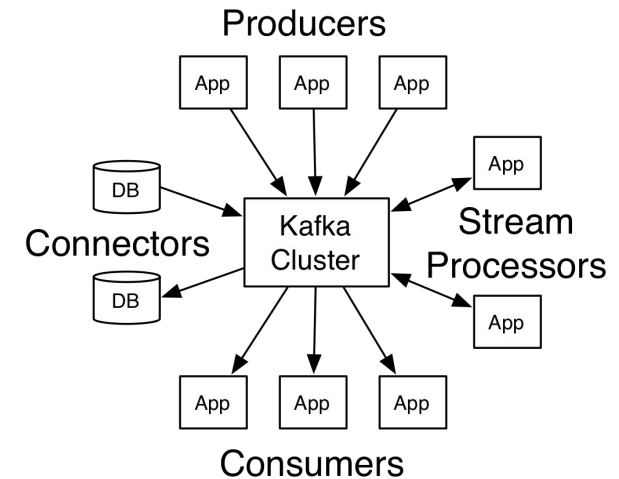 Producers
App
App
App
DB
App
Kafka
Cluster
Connectors
Stream
Processors
DB
App
App
App
App
Consumers